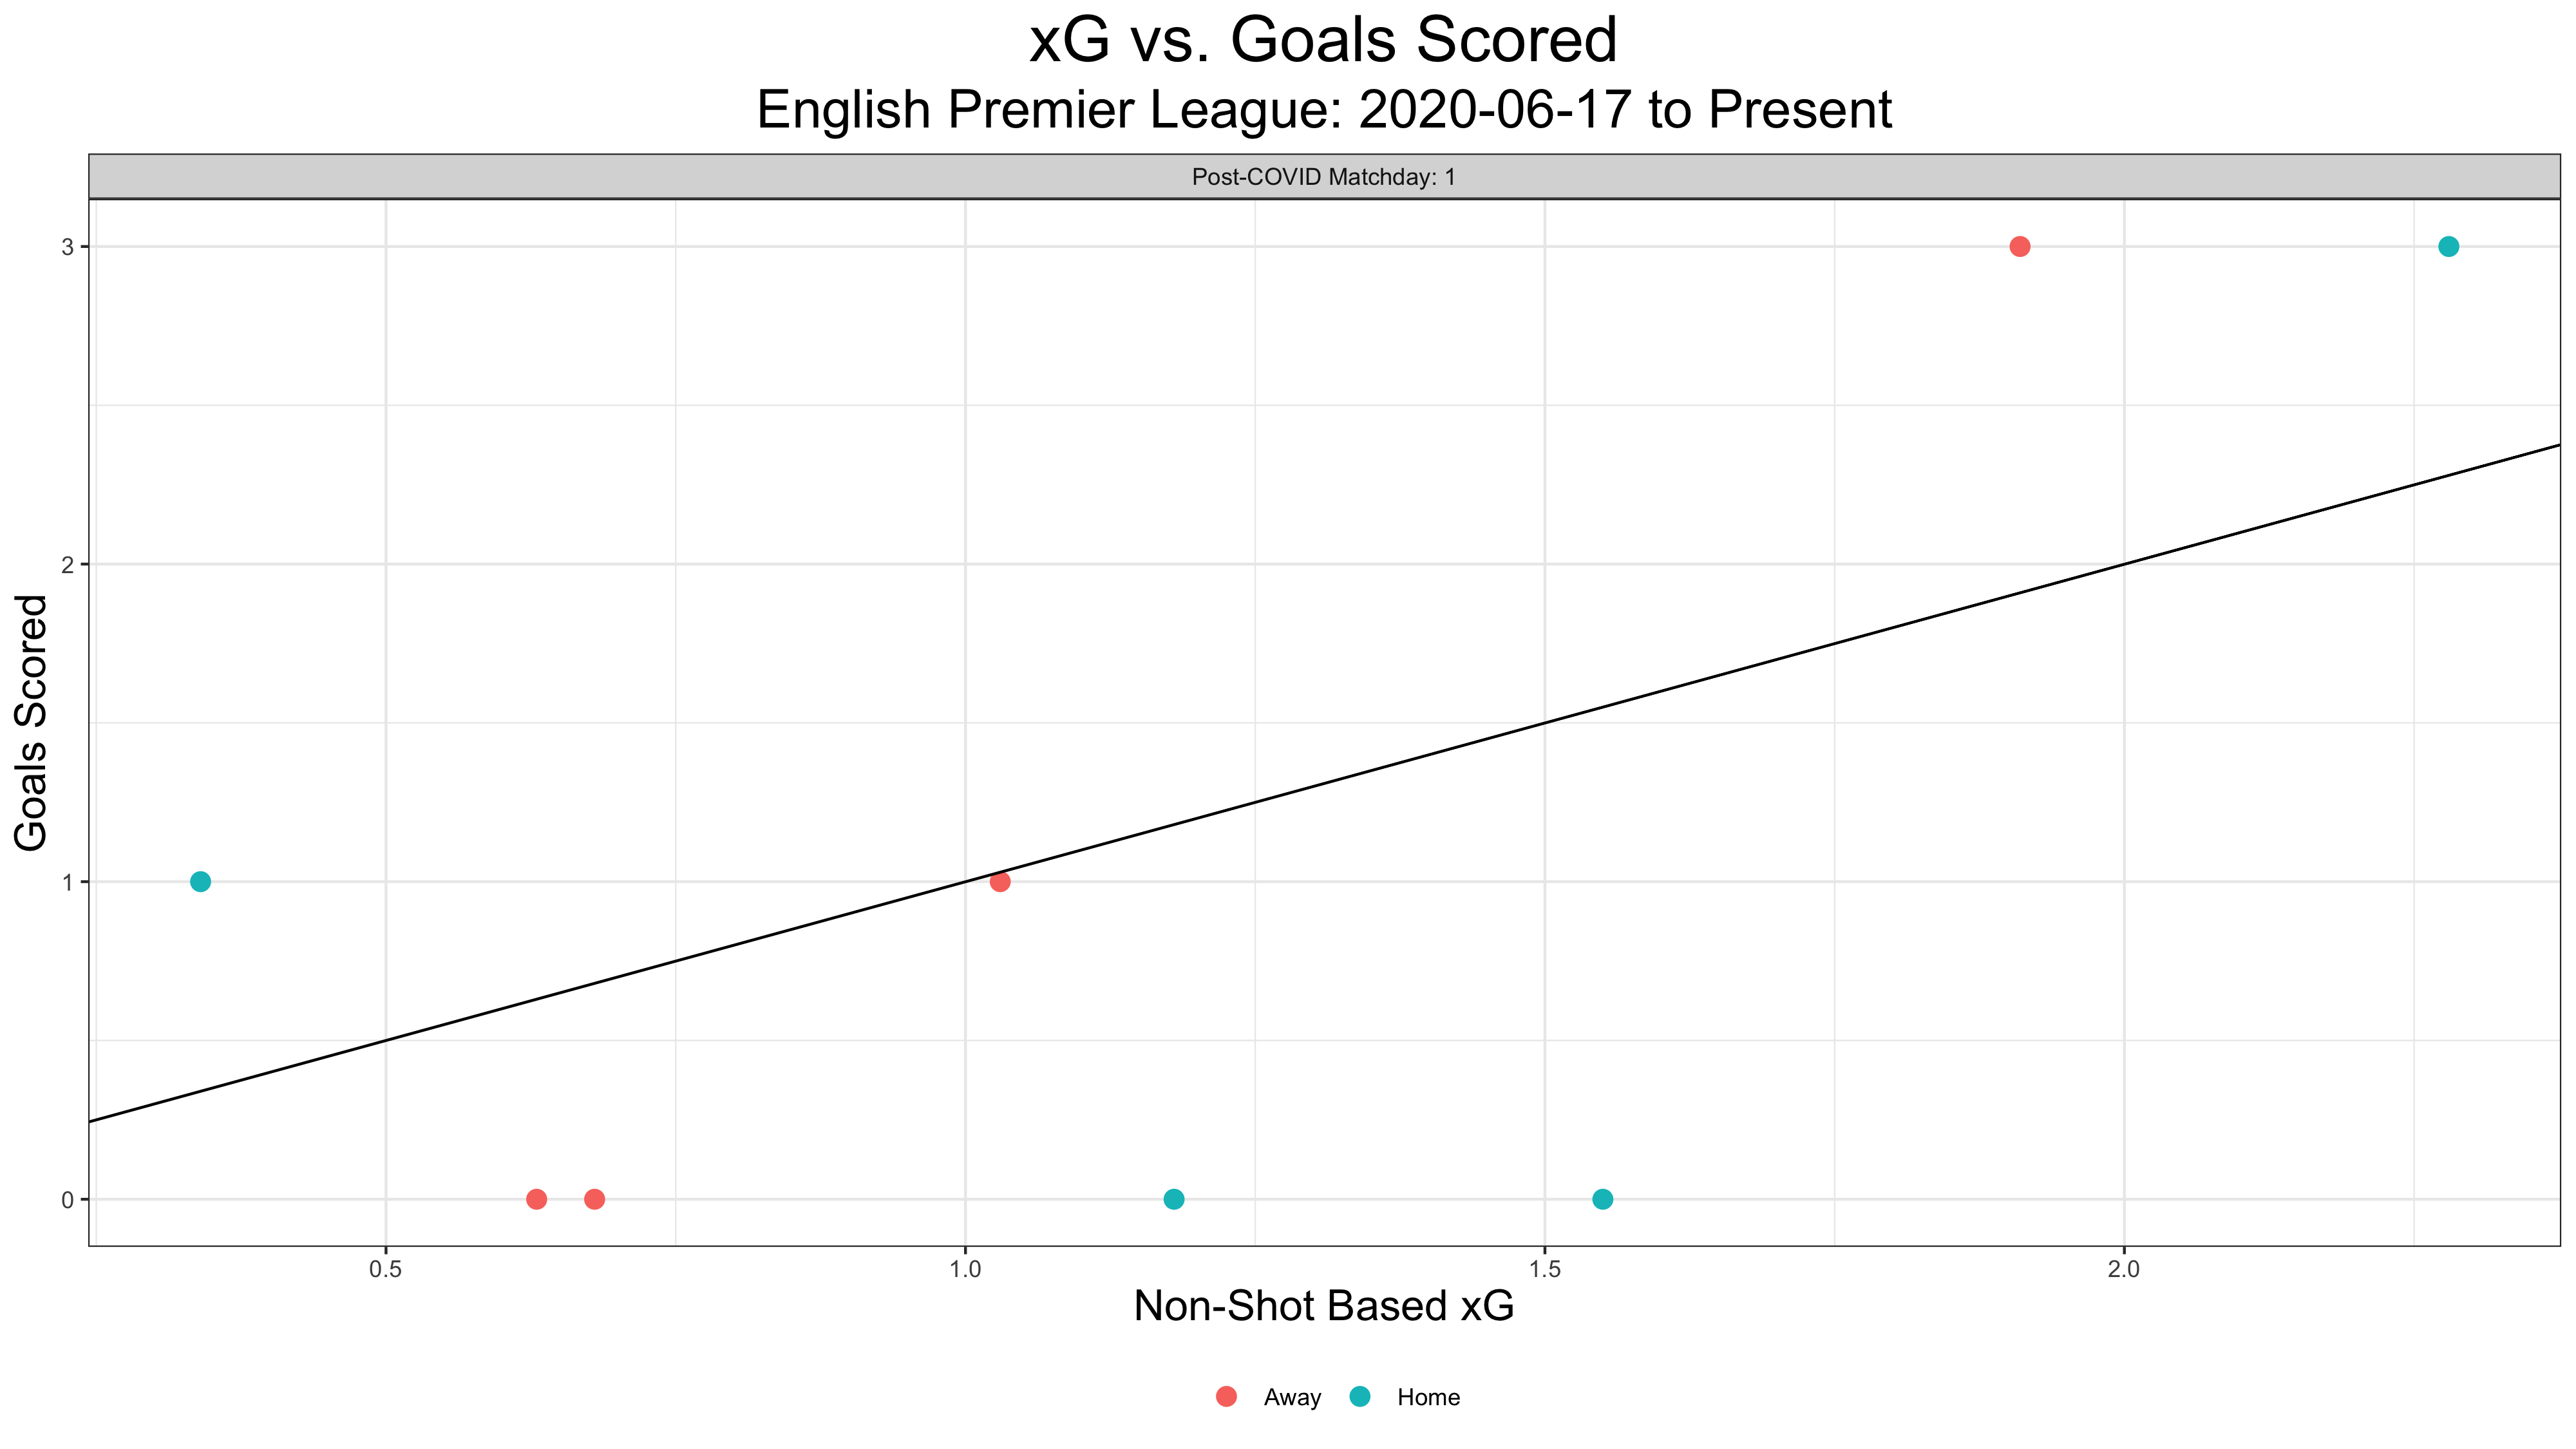 xG vs. Goals Scored
English Premier League: 2020-06-17 to Present
Post-COVID Matchday: 1
3
2
1
0
Goals Scored
0.5 1.0 1.5 2.0
Non-Shot Based xG
Away Home